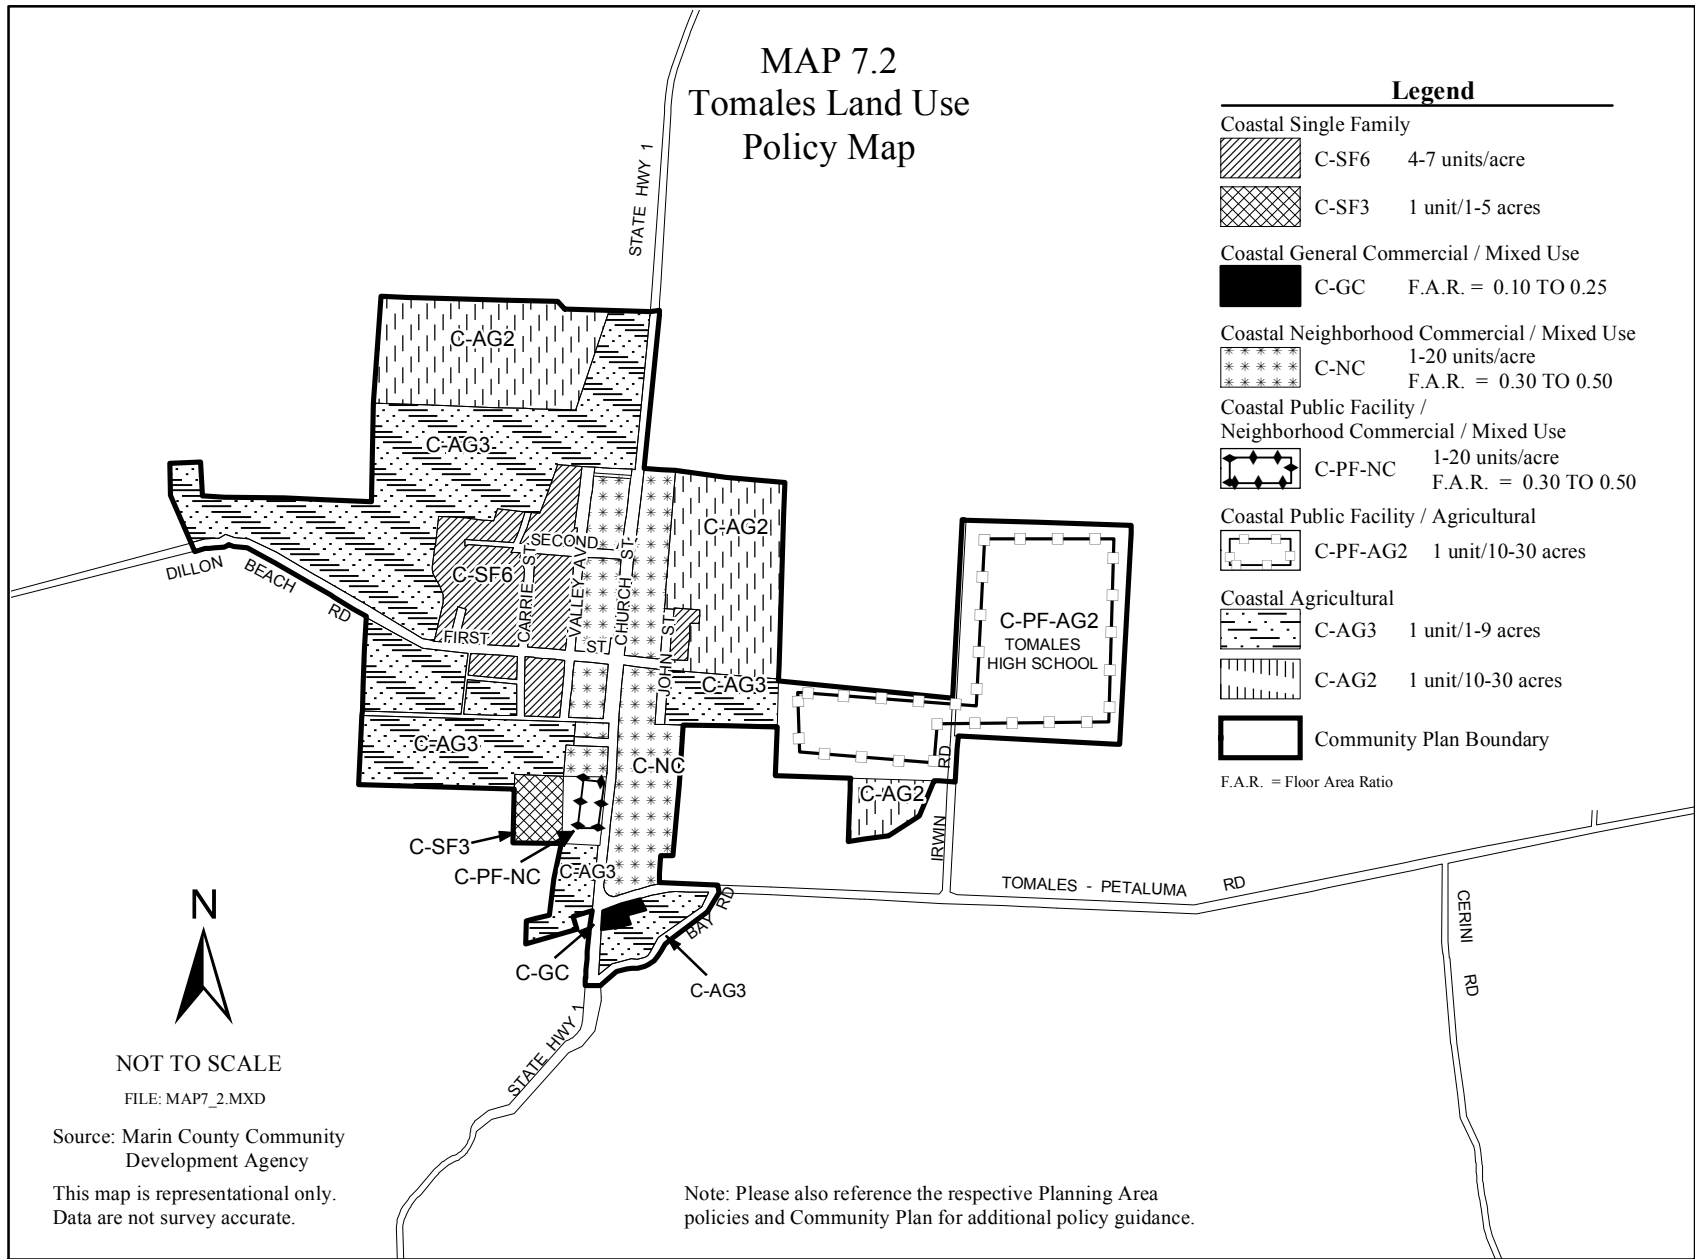 MAP 7.2
Tomales Land Use
Policy Map
Legend
Coastal Single Family
C-SF6 4-7 units/acre
C-SF3 1 unit/1-5 acres
Coastal General Commercial / Mixed Use
C-GC F.A.R. = 0.10 TO 0.25
Coastal Neighborhood Commercial / Mixed Use
C-NC 1-20 units/acre
F.A.R. = 0.30 TO 0.50
Coastal Public Facility /
Neighborhood Commercial / Mixed Use
C-PF-NC 1-20 units/acre
F.A.R. = 0.30 TO 0.50
Coastal Public Facility / Agricultural
C-PF-AG2 1 unit/10-30 acres
Coastal Agricultural
C-AG3 1 unit/1-9 acres
C-AG2 1 unit/10-30 acres
Community Plan Boundary
F.A.R. = Floor Area Ratio
STATE HWY 1
C-AG2
C-AG3
C-AG2
SECOND
ST
C-SF6
CARRIE ST
VALLEY AV
CHURCH
DILLON BEACH RD
FIRST ST
JOHN ST
C-AG3
C-PF-AG2
TOMALES
HIGH SCHOOL
C-AG3
C-NC
C-AG2
IRWIN RD
C-SF3
C-PF-NC
C-AG3
TOMALES - PETALUMA RD
BAY RD
C-GC
C-AG3
CERINI RD
STATE HWY 1
N
NOT TO SCALE
FILE: MAP7_2.MXD
Source: Marin County Community
Development Agency
This map is representational only.
Data are not survey accurate.
Note: Please also reference the respective Planning Area
policies and Community Plan for additional policy guidance.